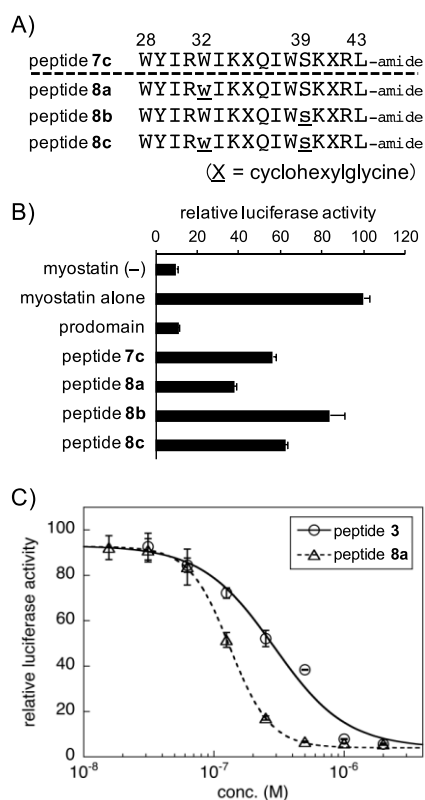 A)
28 32 39 43
peptide 7c WYIRWIKXQIWSKXRL-amide
peptide 8a WYIRwIKXQIWSKXRL-amide
peptide 8b WYIRWIKXQIWsKXRL-amide
peptide 8c WYIRwIKXQIWsKXRL-amide
(X = cyclohexylglycine)
B)
relative luciferase activity
0 20 40 60 80 100 120
myostatin (–)
myostatin alone
prodomain
peptide 7c
peptide 8a
peptide 8b
peptide 8c
C)
peptide 3
peptide 8a
relative luciferase activity
100
80
60
40
20
0
10-8 10-7 10-6
conc. (M)